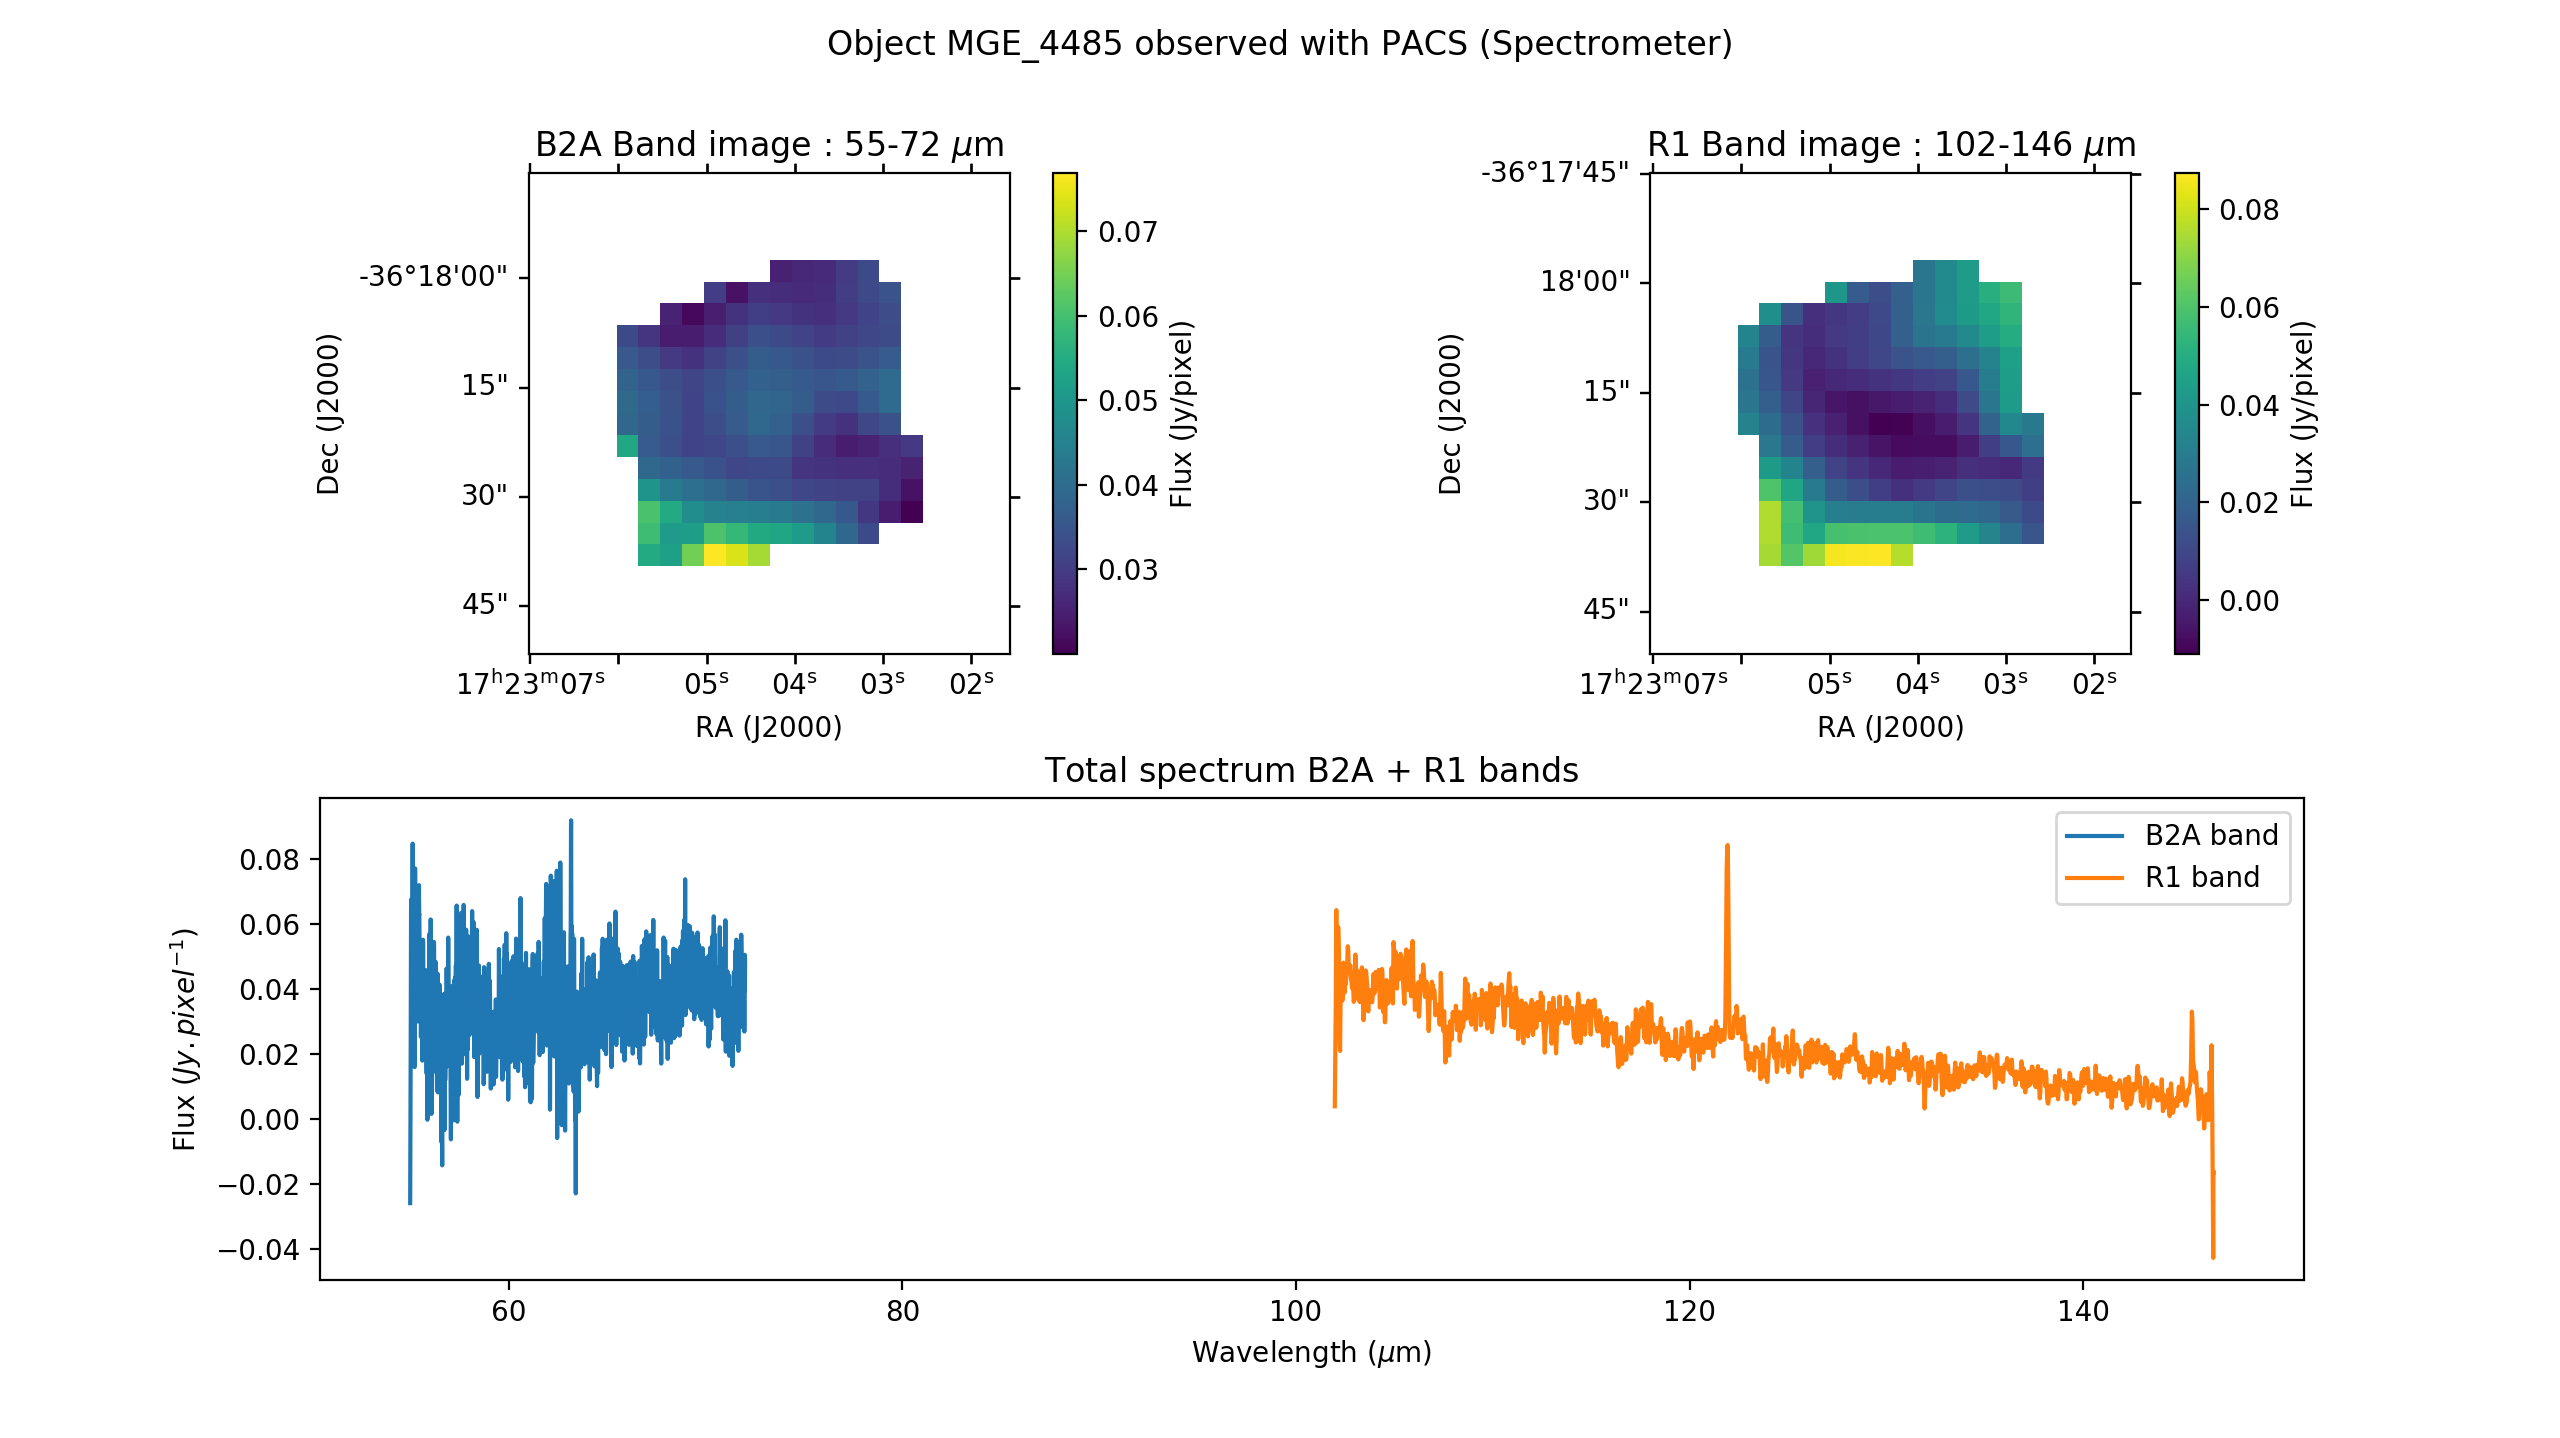 Object MGE_4485 observed with PACS (Spectrometer)
B2A Band image : 55-72 μm
-36°18'00"
15"
30"
45"
Dec (J2000)
17ʰ23ᵐ07ˢ 05ˢ 04ˢ 03ˢ 02ˢ
RA (J2000)
0.07
0.06
0.05
0.04
0.03
Flux (Jy/pixel)
R1 Band image : 102-146 μm
-36°17'45"
18'00"
15"
30"
45"
Dec (J2000)
17ʰ23ᵐ07ˢ 05ˢ 04ˢ 03ˢ 02ˢ
RA (J2000)
0.08
0.06
0.04
0.02
0.00
Flux (Jy/pixel)
Total spectrum B2A + R1 bands
B2A band
R1 band
0.08
0.06
0.04
0.02
0.00
−0.02
−0.04
Flux (Jy.pixel⁻¹)
60 80 100 120 140
Wavelength (μm)